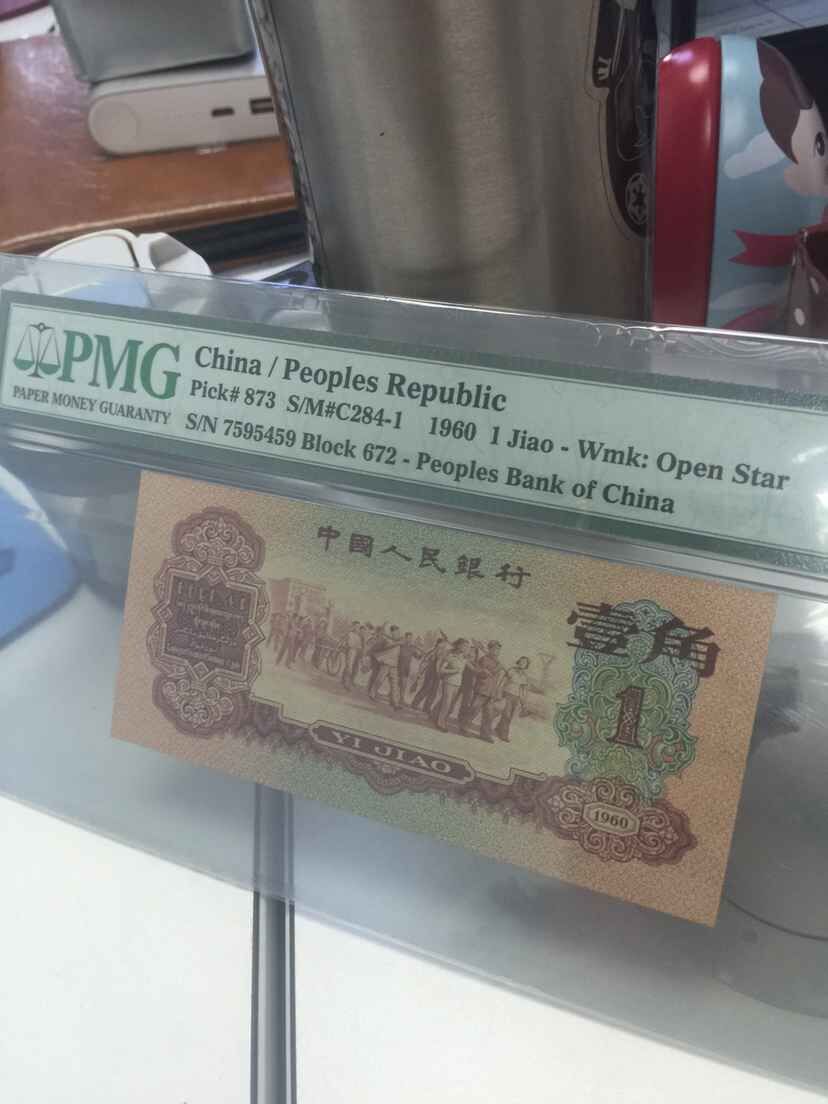 PMG
PAPER MONEY GUARANTY
China / Peoples Republic
Pick# 873 S/M#C284-1 1960 1 Jiao - Wmk: Open Star
S/N 7595459 Block 672 - Peoples Bank of China
中國人民銀行
壹角
1
YI JIAO
1960